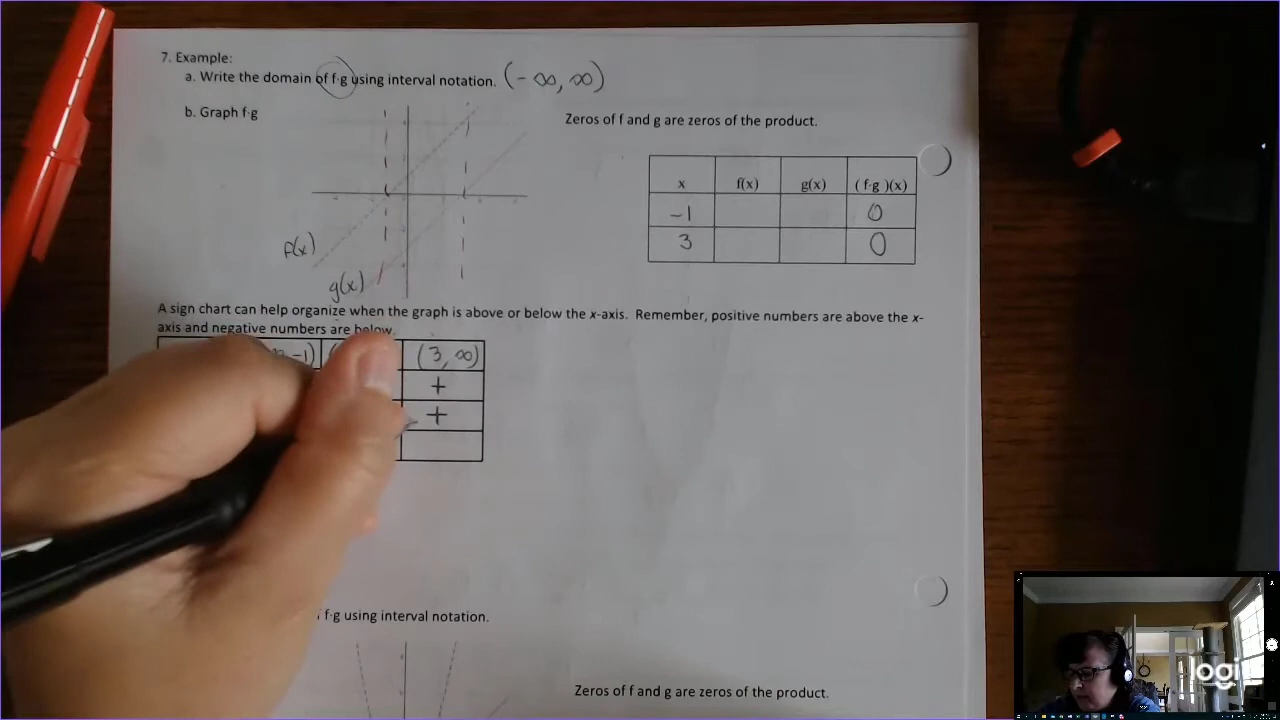 7. Example:
a. Write the domain of f·g using interval notation. (-∞, ∞)
b. Graph f·g
Zeros of f and g are zeros of the product.
x f(x) g(x) ( f·g )(x)
-1 0
3 0
f(x)
g(x)
A sign chart can help organize when the graph is above or below the x-axis. Remember, positive numbers are above the x-
axis and negative numbers are below.
-1) (3, ∞)
+
+
f·g using interval notation.
Zeros of f and g are zeros of the product.
logi